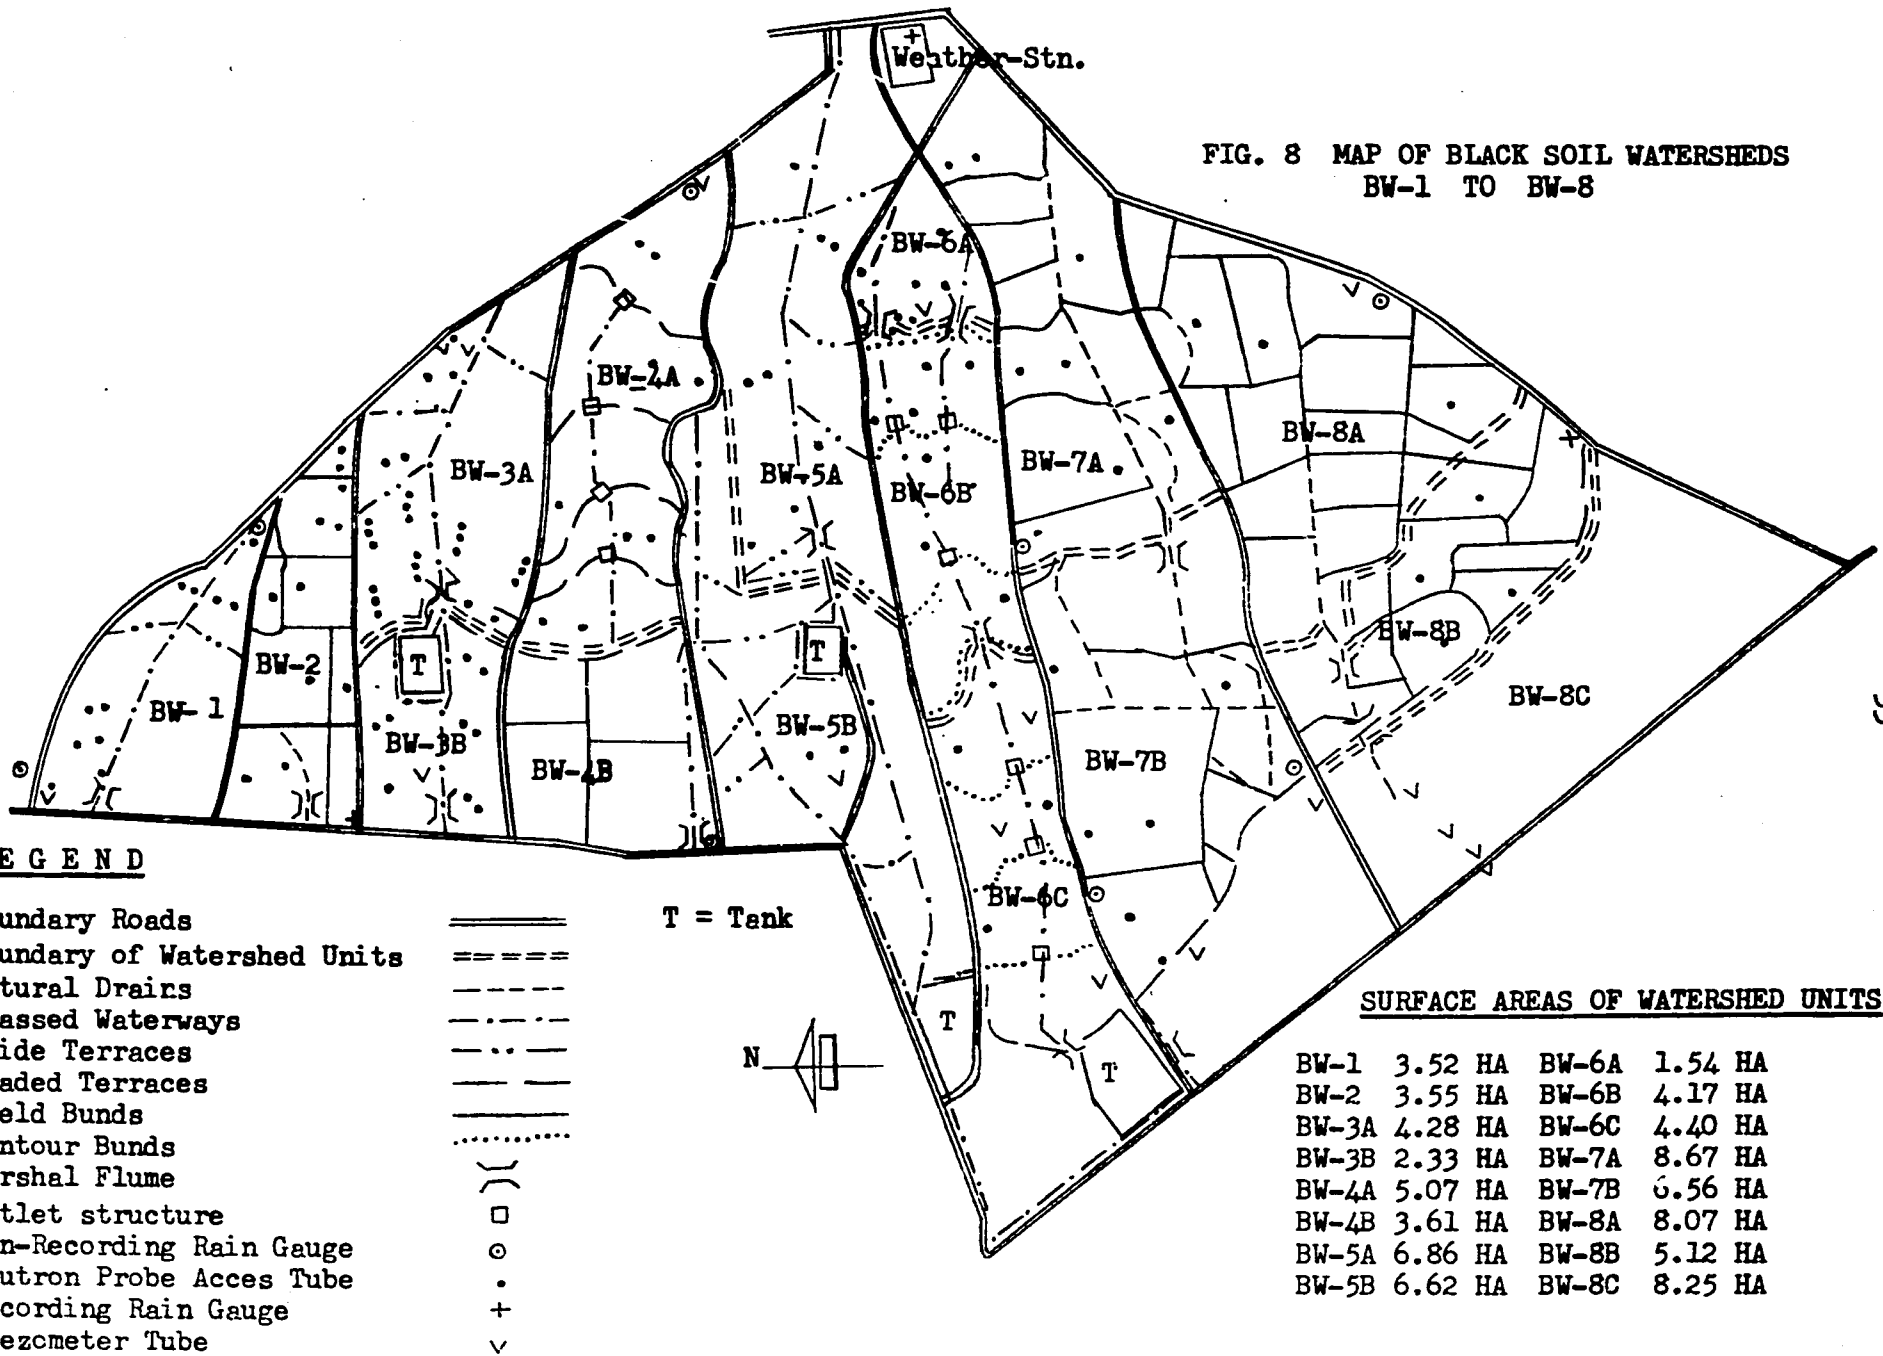 Weather-Stn.
FIG. 8 MAP OF BLACK SOIL WATERSHEDS
BW-1 TO BW-8
BW-6A
BW-4A
BW-8A
BW-3A
BW-5A
BW-7A
BW-6B
BW-8B
BW-2
T
T
BW-8C
BW-1
BW-5B
BW-3B
BW-7B
BW-4B
E G E N D
BW-6C
undary Roads
T = Tank
undary of Watershed Units
tural Drains
assed Waterways
ide Terraces
aded Terraces
eld Bunds
ntour Bunds
rshal Flume
tlet structure
n-Recording Rain Gauge
utron Probe Acces Tube
cording Rain Gauge
ezometer Tube
N
T
T
SURFACE AREAS OF WATERSHED UNITS
BW-1 3.52 HA BW-6A 1.54 HA
BW-2 3.55 HA BW-6B 4.17 HA
BW-3A 4.28 HA BW-6C 4.40 HA
BW-3B 2.33 HA BW-7A 8.67 HA
BW-4A 5.07 HA BW-7B 6.56 HA
BW-4B 3.61 HA BW-8A 8.07 HA
BW-5A 6.86 HA BW-8B 5.12 HA
BW-5B 6.62 HA BW-8C 8.25 HA